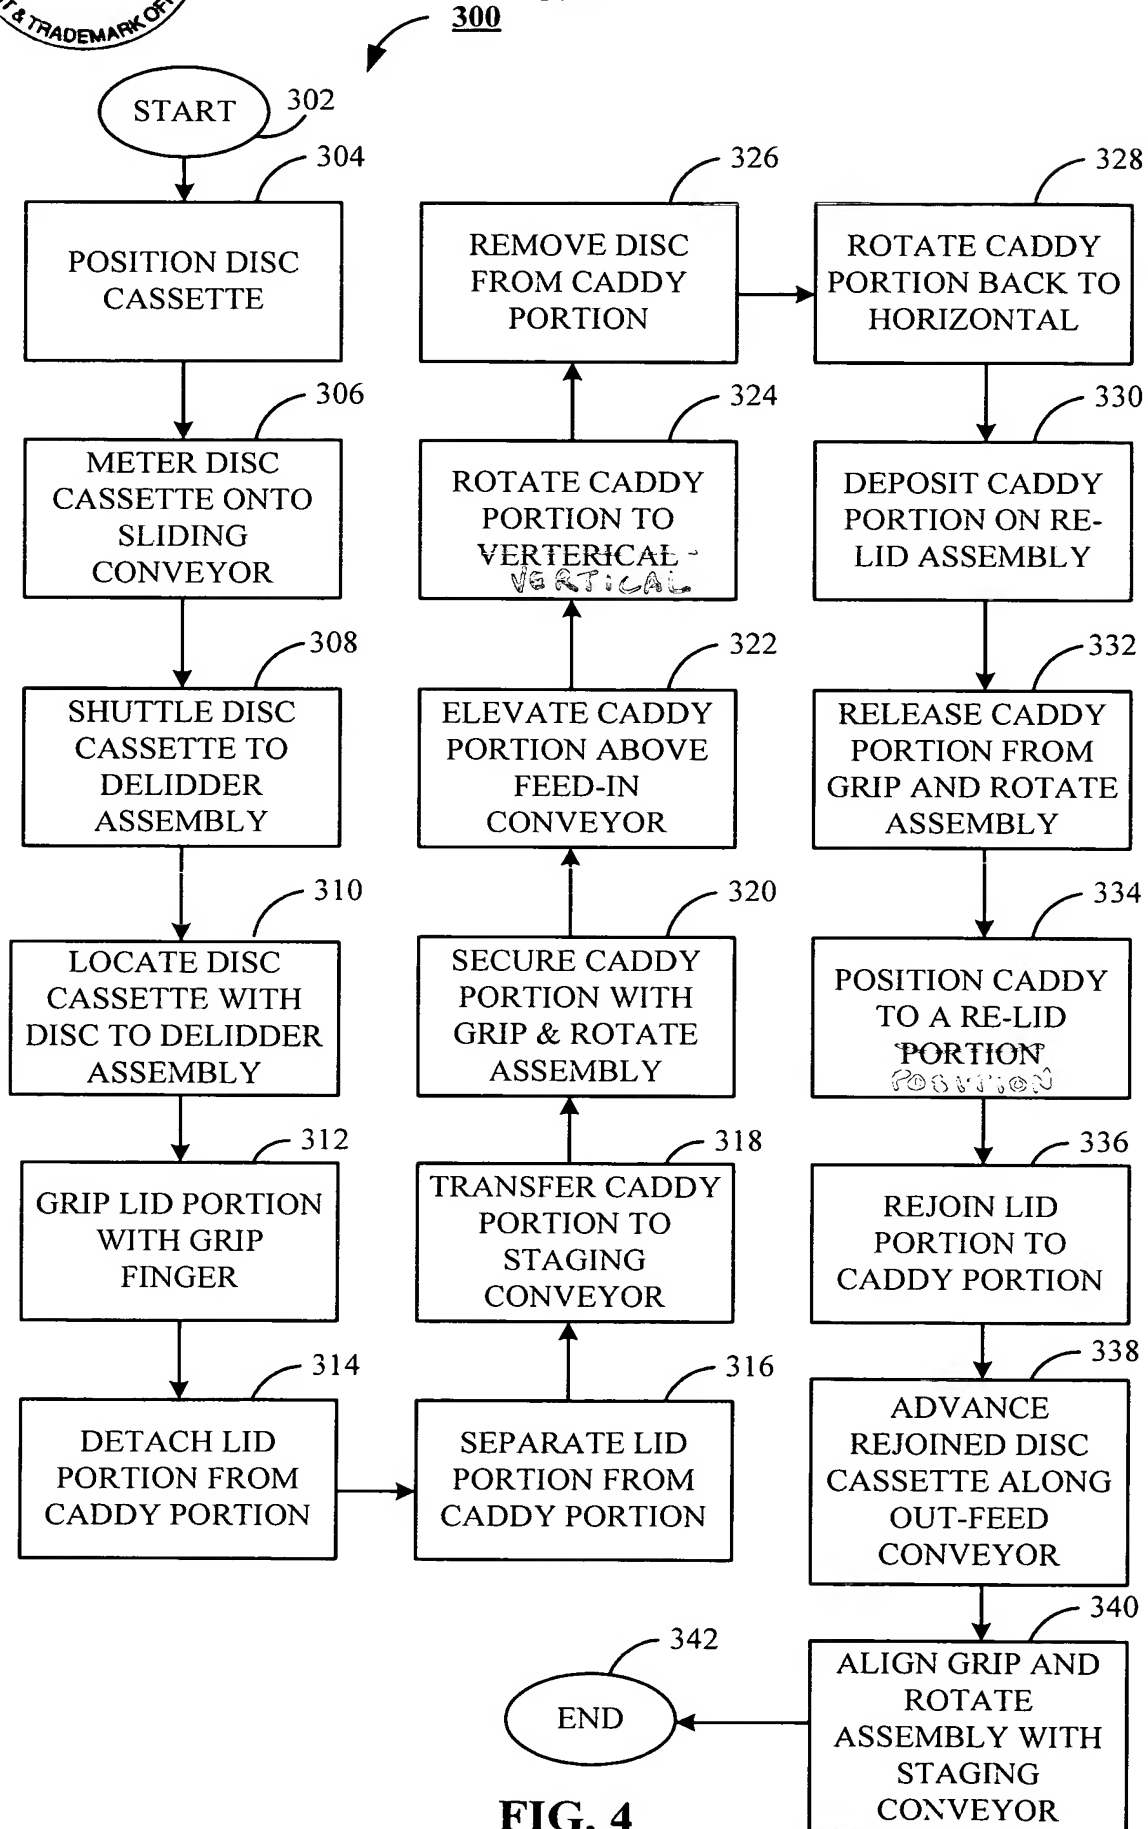 & TRADEMARK OF
300
START
302
304
POSITION DISC
CASSETTE
306
METER DISC
CASSETTE ONTO
SLIDING
CONVEYOR
308
SHUTTLE DISC
CASSETTE TO
DELIDDER
ASSEMBLY
310
LOCATE DISC
CASSETTE WITH
DISC TO DELIDDER
ASSEMBLY
312
GRIP LID PORTION
WITH GRIP
FINGER
314
DETACH LID
PORTION FROM
CADDY PORTION
316
SEPARATE LID
PORTION FROM
CADDY PORTION
318
TRANSFER CADDY
PORTION TO
STAGING
CONVEYOR
320
SECURE CADDY
PORTION WITH
GRIP & ROTATE
ASSEMBLY
322
ELEVATE CADDY
PORTION ABOVE
FEED-IN
CONVEYOR
324
ROTATE CADDY
PORTION TO
VERTERICAL
VERTICAL
326
REMOVE DISC
FROM CADDY
PORTION
328
ROTATE CADDY
PORTION BACK TO
HORIZONTAL
330
DEPOSIT CADDY
PORTION ON RE-
LID ASSEMBLY
332
RELEASE CADDY
PORTION FROM
GRIP AND ROTATE
ASSEMBLY
334
POSITION CADDY
TO A RE-LID
PORTION
POSITION
336
REJOIN LID
PORTION TO
CADDY PORTION
338
ADVANCE
REJOINED DISC
CASSETTE ALONG
OUT-FEED
CONVEYOR
340
ALIGN GRIP AND
ROTATE
ASSEMBLY WITH
STAGING
CONVEYOR
342
END
FIG. 4